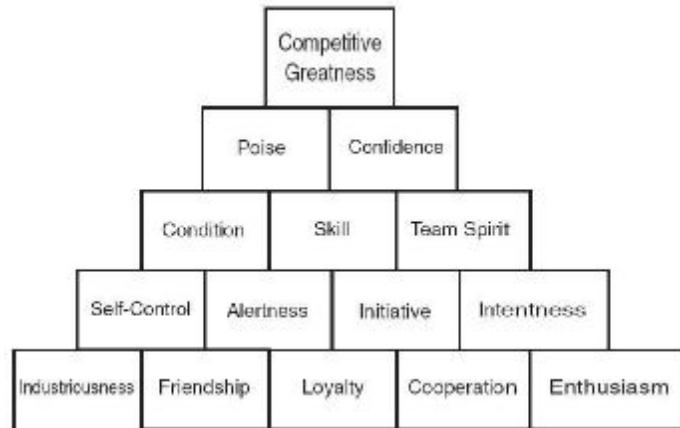 Competitive
Greatness
Poise Confidence
Condition Skill Team Spirit
Self-Control Alertness Initiative Intentness
Industriousness Friendship Loyalty Cooperation Enthusiasm